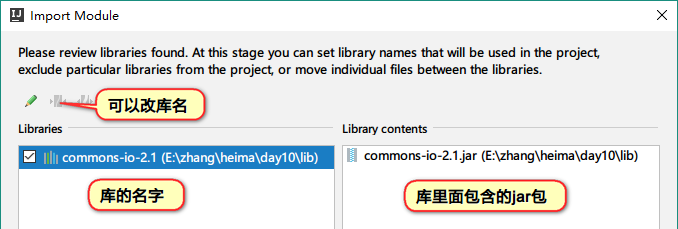 Import Module
Please review libraries found. At this stage you can set library names that will be used in the project,
exclude particular libraries from the project, or move individual files between the libraries.
可以改库名
Libraries
Library contents
commons-io-2.1 (E:\zhang\heima\day10\lib)
commons-io-2.1.jar (E:\zhang\heima\day10\lib)
库的名字
库里面包含的jar包